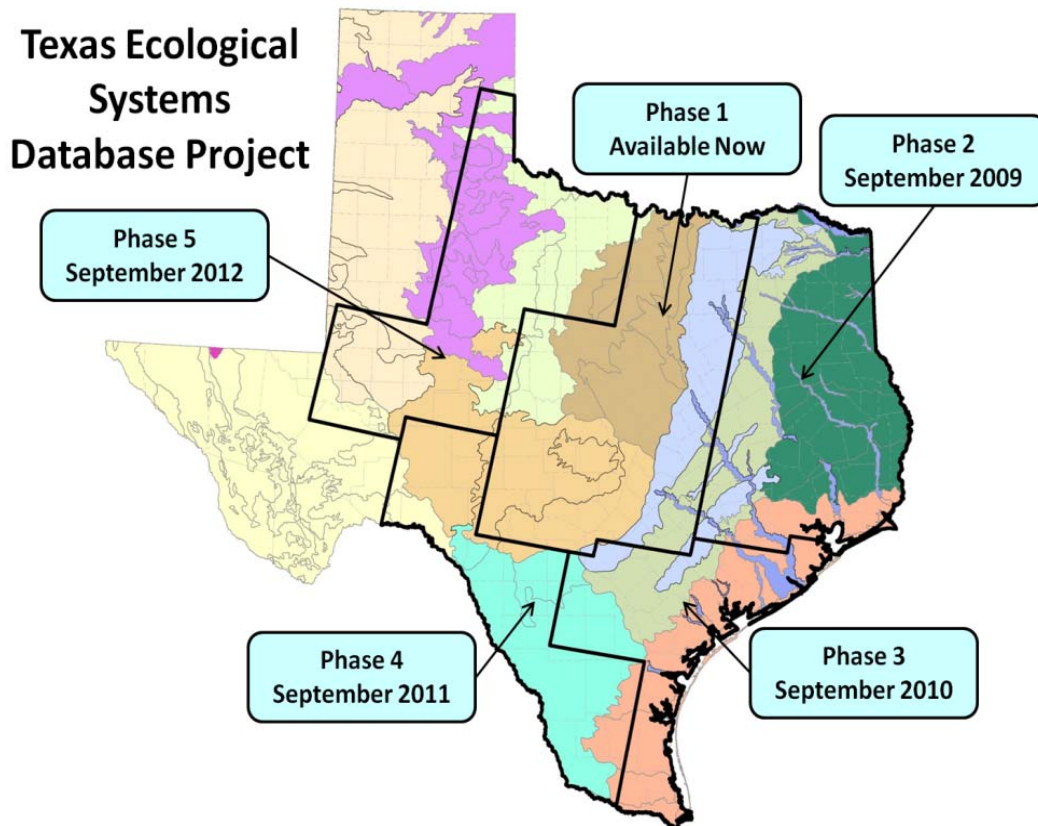 Texas Ecological
Systems
Database Project
Phase 1
Available Now
Phase 2
September 2009
Phase 5
September 2012
Phase 4
September 2011
Phase 3
September 2010